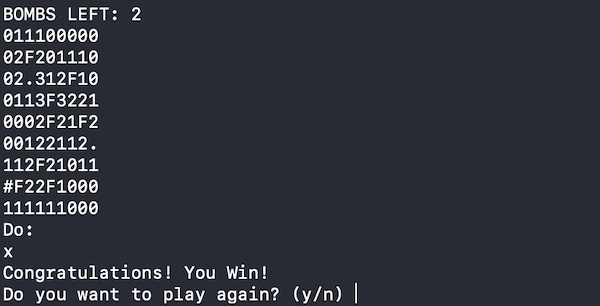 BOMBS LEFT: 2
011100000
02F201110
02.312F10
0113F3221
0002F21F2
00122112.
112F21011
#F22F1000
111111000
Do:
x
Congratulations! You Win!
Do you want to play again? (y/n)